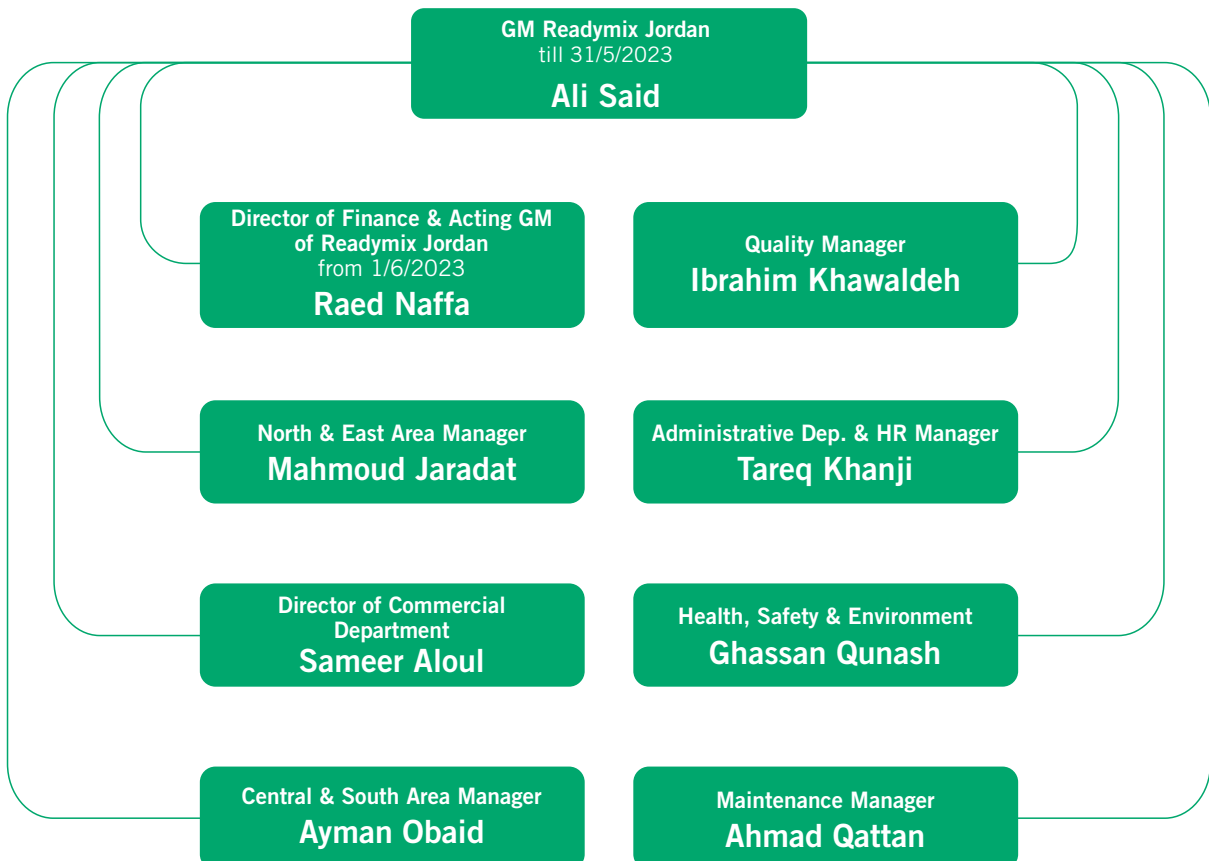 GM Readymix Jordan
till 31/5/2023
Ali Said
Director of Finance & Acting GM
of Readymix Jordan
from 1/6/2023
Raed Naffa
Quality Manager
Ibrahim Khawaldeh
North & East Area Manager
Mahmoud Jaradat
Administrative Dep. & HR Manager
Tareq Khanji
Director of Commercial
Department
Sameer Aloul
Health, Safety & Environment
Ghassan Qunash
Central & South Area Manager
Ayman Obaid
Maintenance Manager
Ahmad Qattan